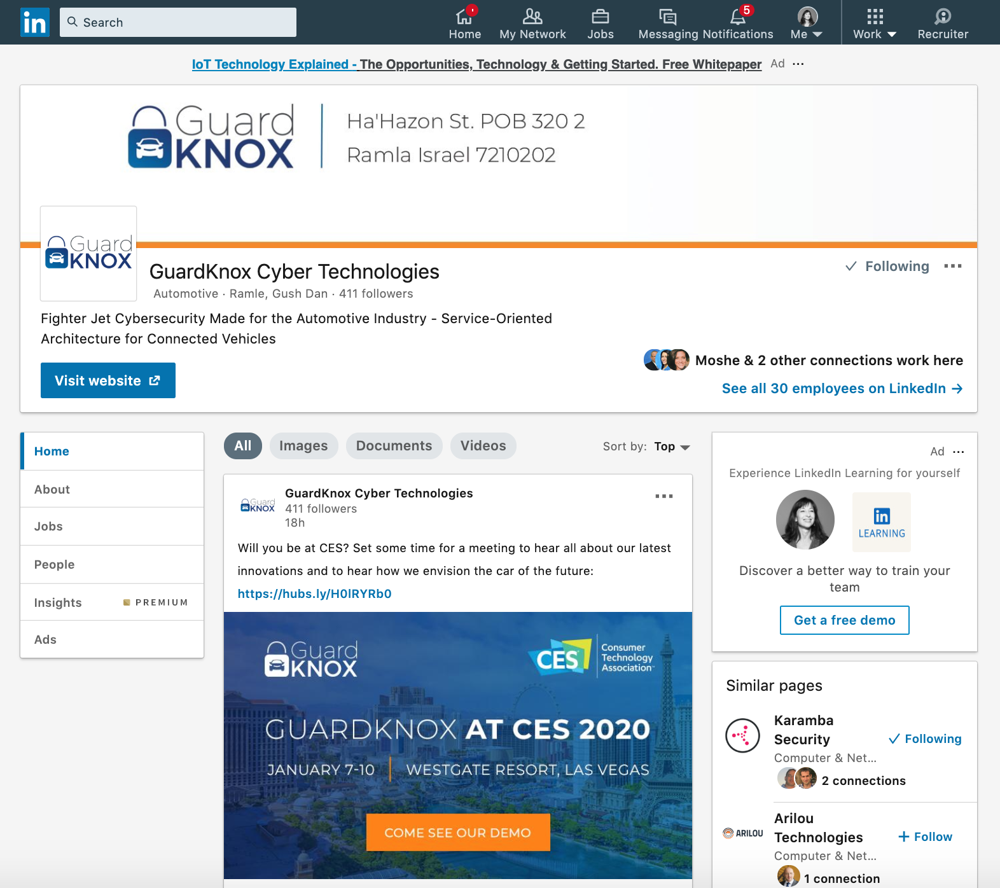 in
Search
Home
My Network
Jobs
Messaging
Notifications
5
Me
Work
Recruiter
IoT Technology Explained - The Opportunities, Technology & Getting Started. Free Whitepaper
Ad
Guard
KNOX
Ha'Hazon St. POB 320 2
Ramla Israel 7210202
Guard
KNOX
GuardKnox Cyber Technologies
Automotive · Ramle, Gush Dan · 411 followers
Following
Fighter Jet Cybersecurity Made for the Automotive Industry - Service-Oriented
Architecture for Connected Vehicles
Visit website
Moshe & 2 other connections work here
See all 30 employees on LinkedIn →
Home
About
Jobs
People
Insights
PREMIUM
Ads
All
Images
Documents
Videos
Sort by: Top
Guard
KNOX
GuardKnox Cyber Technologies
411 followers
18h
Will you be at CES? Set some time for a meeting to hear all about our latest
innovations and to hear how we envision the car of the future:
https://hubs.ly/H0lRYRb0
Guard
KNOX
CES
Consumer
Technology
Association
GUARDKNOX AT CES 2020
JANUARY 7-10
WESTGATE RESORT, LAS VEGAS
COME SEE OUR DEMO
Ad
Experience LinkedIn Learning for yourself
in
LEARNING
Discover a better way to train your
team
Get a free demo
Similar pages
Karamba
Security
Computer & Net...
Following
2 connections
ARILOU
Arilou
Technologies
Computer & Net...
+ Follow
1 connection